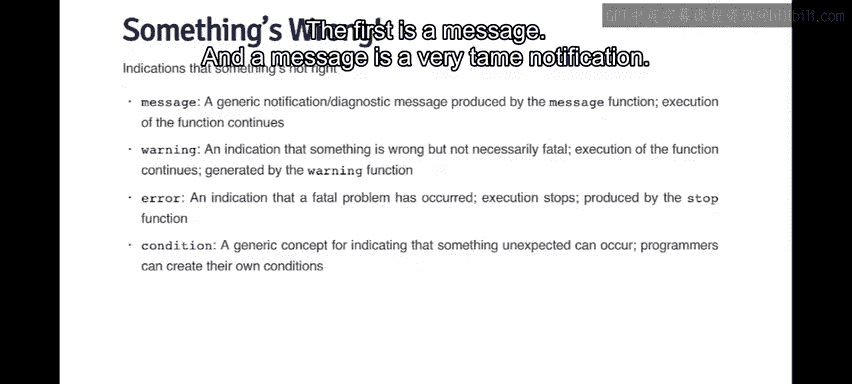 Something's Wrong!
The first is a message.
And a message is a very tame notification.
Indications that something's not right
· message: A generic notification/diagnostic message produced by the message function; execution
of the function continues
· warning: An indication that something is wrong but not necessarily fatal; execution of the function
continues; generated by the warning function
· error: An indication that a fatal problem has occurred; execution stops; produced by the stop
function
· condition: A generic concept for indicating that something unexpected can occur; programmers
can create their own conditions